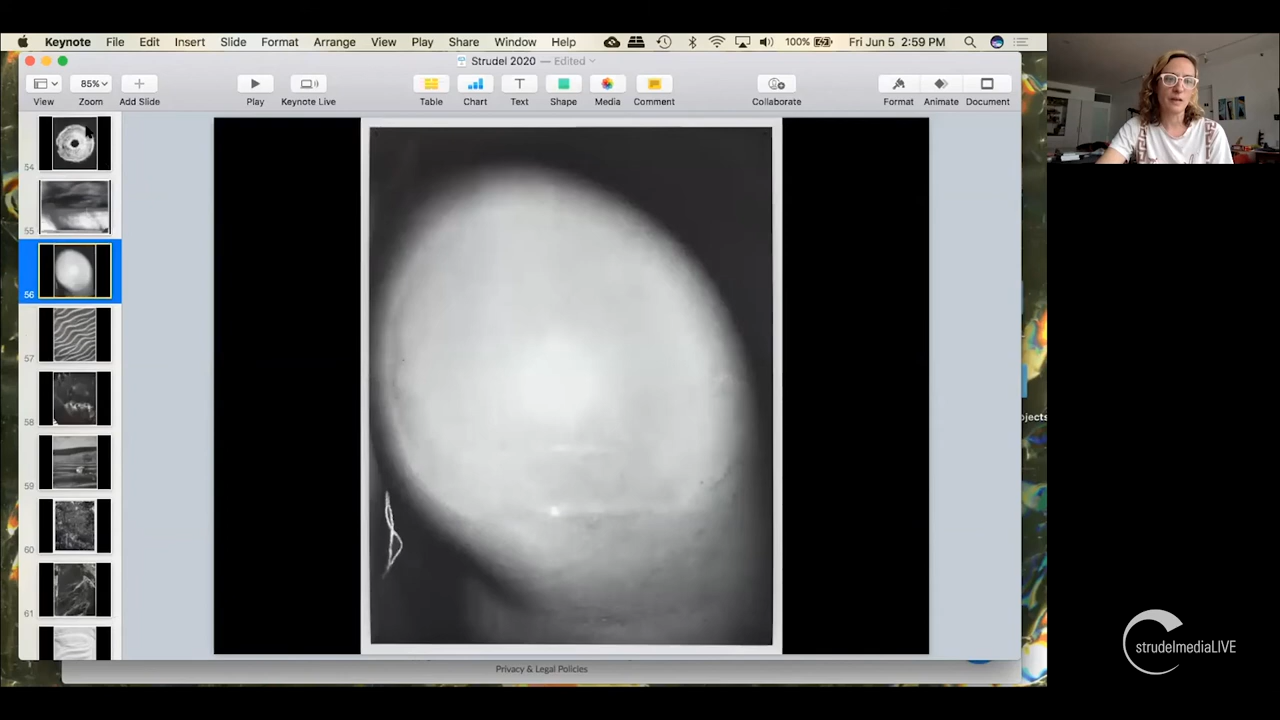 Keynote File Edit Insert Slide Format Arrange View Play Share Window Help 100% Fri Jun 5 2:59 PM
Strudel 2020 — Edited
85%
View Zoom Add Slide Play Keynote Live Table Chart Text Shape Media Comment Collaborate Format Animate Document
54
55
56
57
58
59
60
61
ojects
strudelmediaLIVE
Privacy & Legal Policies